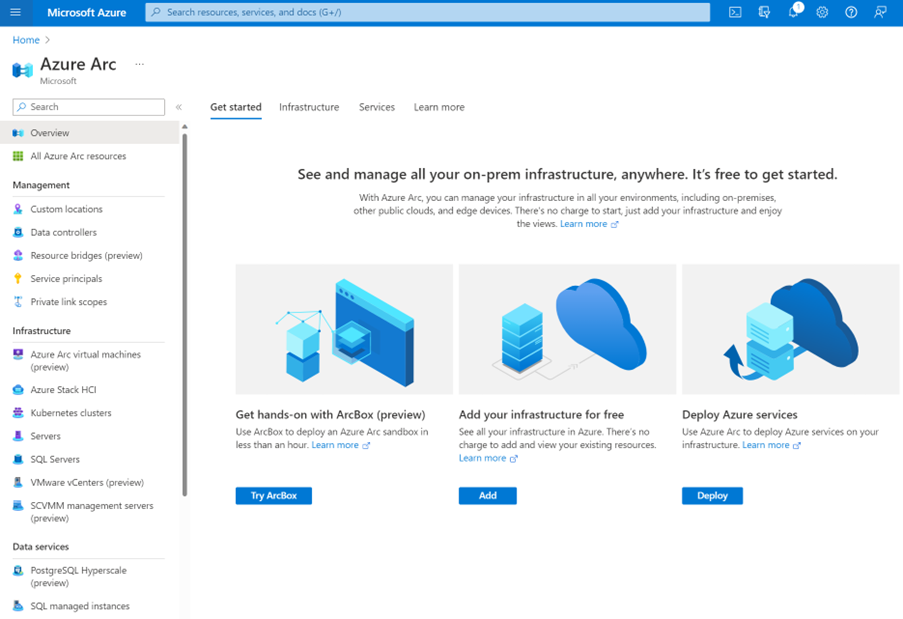 Microsoft Azure
Search resources, services, and docs (G+/)
1
Home
Azure Arc
...
Microsoft
Search
«
Overview
All Azure Arc resources
Management
Custom locations
Data controllers
Resource bridges (preview)
Service principals
Private link scopes
Infrastructure
Azure Arc virtual machines
(preview)
Azure Stack HCI
Kubernetes clusters
Servers
SQL Servers
VMware vCenters (preview)
SCVMM management servers
(preview)
Data services
PostgreSQL Hyperscale
(preview)
SQL managed instances
Get started Infrastructure Services Learn more
See and manage all your on-prem infrastructure, anywhere. It's free to get started.
With Azure Arc, you can manage your infrastructure in all your environments, including on-premises,
other public clouds, and edge devices. There's no charge to start, just add your infrastructure and enjoy
the views. Learn more
Get hands-on with ArcBox (preview)
Use ArcBox to deploy an Azure Arc sandbox in
less than an hour. Learn more
Try ArcBox
Add your infrastructure for free
See all your infrastructure in Azure. There's no
charge to add and view your existing resources.
Learn more
Add
Deploy Azure services
Use Azure Arc to deploy Azure services on your
infrastructure. Learn more
Deploy